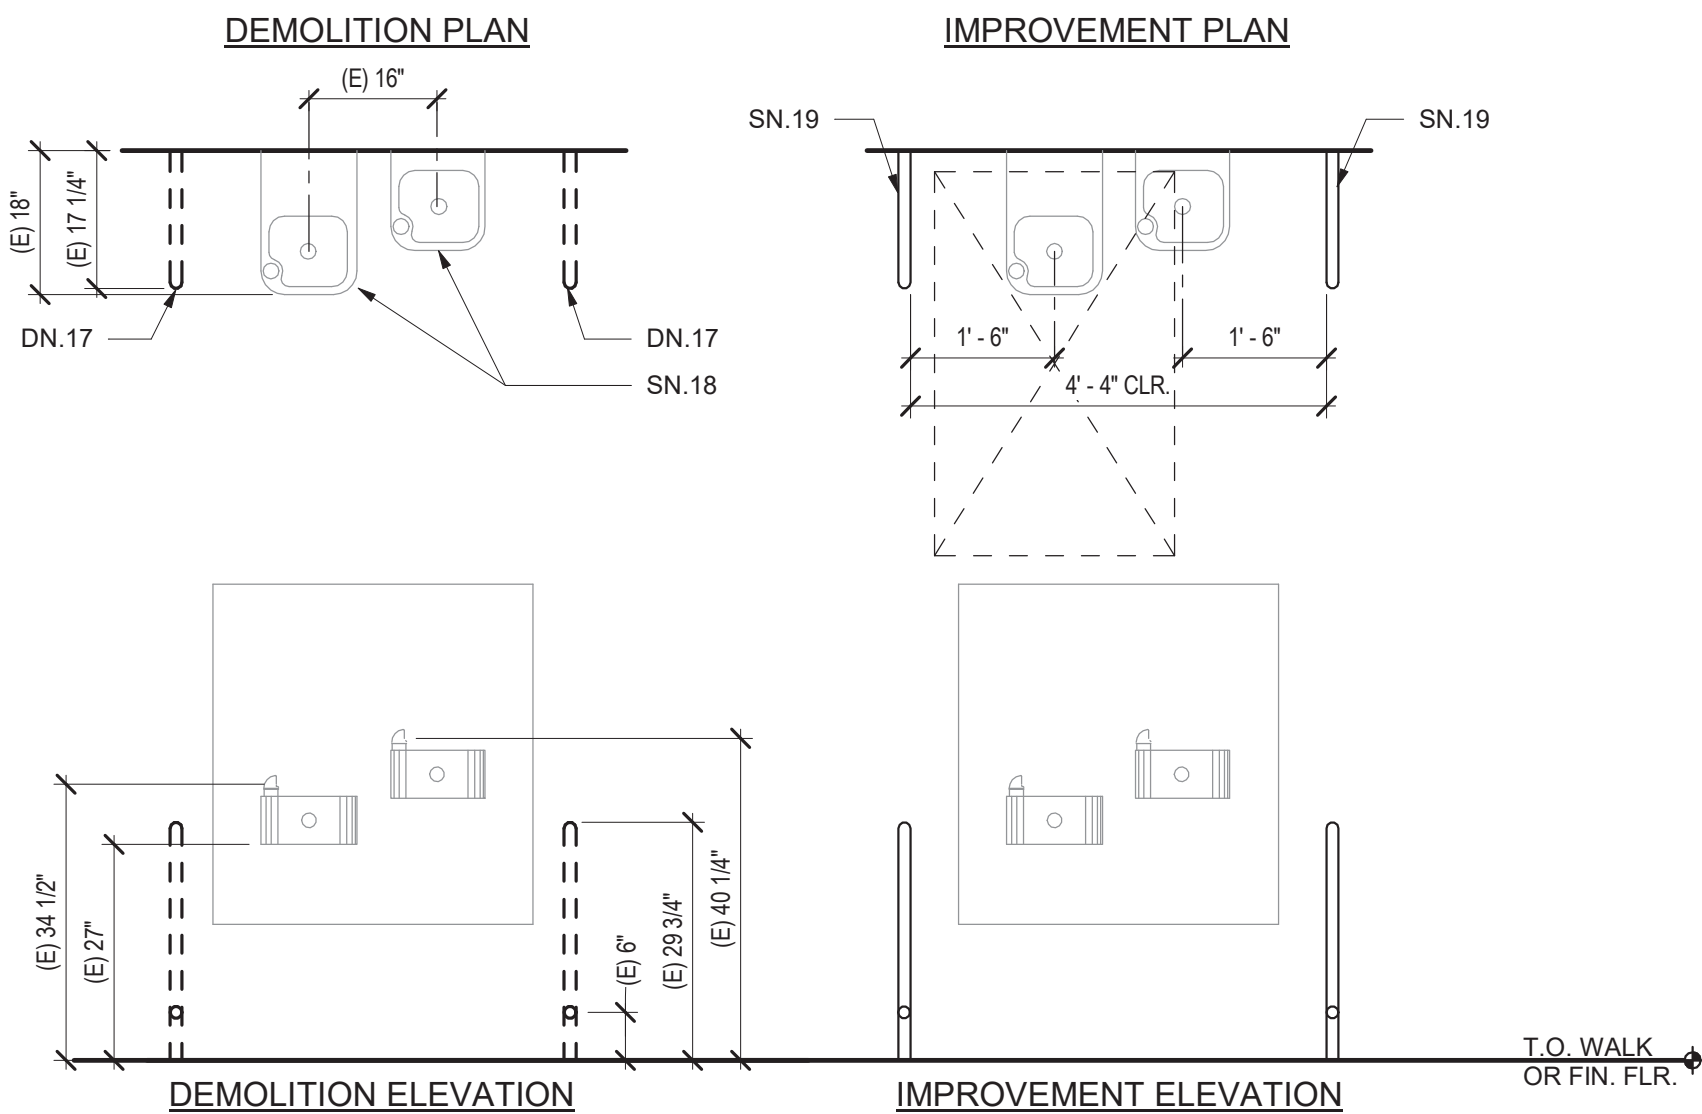 DEMOLITION PLAN
IMPROVEMENT PLAN
(E) 16"
(E) 18"
(E) 17 1/4"
DN.17
DN.17
SN.18
SN.19
SN.19
1' - 6"
1' - 6"
4' - 4" CLR.
(E) 34 1/2"
(E) 27"
(E) 6"
(E) 29 3/4"
(E) 40 1/4"
T.O. WALK
OR FIN. FLR.
DEMOLITION ELEVATION
IMPROVEMENT ELEVATION